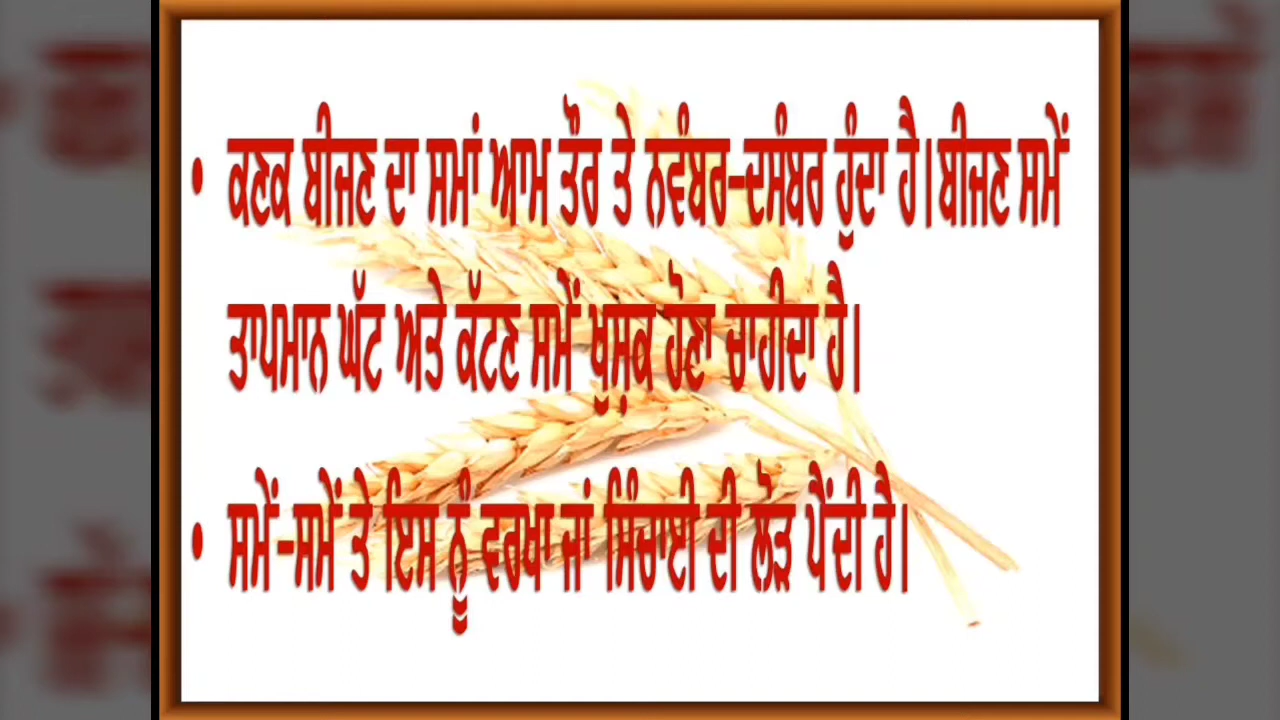 • ਕਣਕ ਬੀਜਣ ਦਾ ਸਮਾਂ ਆਮ ਤੌਰ ਤੇ ਨਵੰਬਰ-ਦਸੰਬਰ ਹੁੰਦਾ ਹੈ।ਬੀਜਣ ਸਮੇਂ
ਤਾਪਮਾਨ ਘੱਟ ਅਤੇ ਕੱਟਣ ਸਮੇਂ ਖੂਸ਼ਕ ਹੋਣਾ ਚਾਹੀਦਾ ਹੈ।
• ਸਮੇਂ -ਸਮੇਂ ਤੇ ਇਸ ਨੂੰ ਵਰਖਾ ਜਾਂ ਸਿੰਚਾਈ ਦੀ ਲੋੜ ਪੈਂਦੀ ਹੈ।